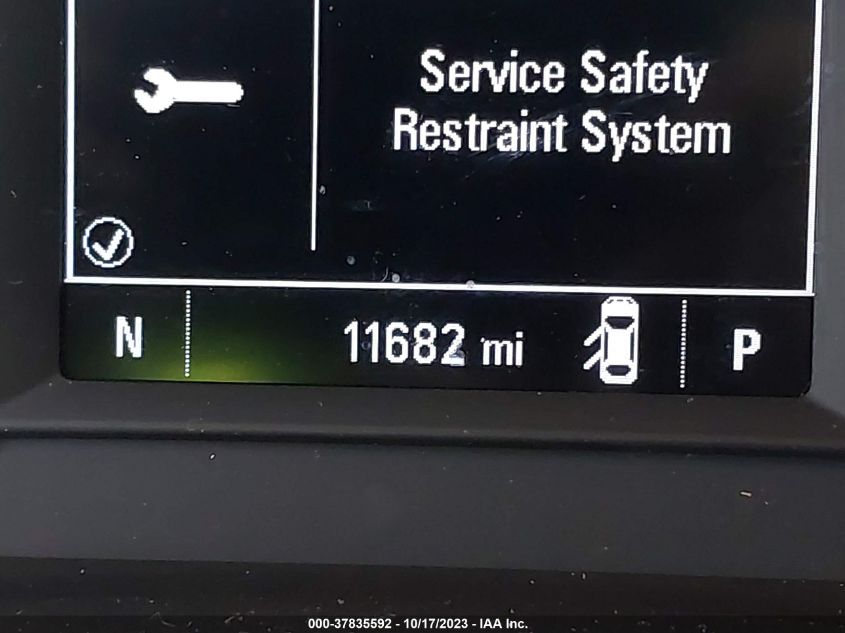 Service Safety
Restraint System
N 11682 mi P
000-37835592 - 10/17/2023 - IAA Inc.